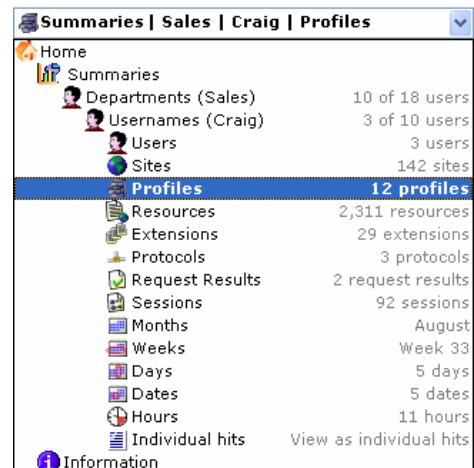 Summaries | Sales | Craig | Profiles
Home
Summaries
Departments (Sales) 10 of 18 users
Usernames (Craig) 3 of 10 users
Users 3 users
Sites 142 sites
Profiles 12 profiles
Resources 2,311 resources
Extensions 29 extensions
Protocols 3 protocols
Request Results 2 request results
Sessions 92 sessions
Months August
Weeks Week 33
Days 5 days
Dates 5 dates
Hours 11 hours
Individual hits View as individual hits
Information